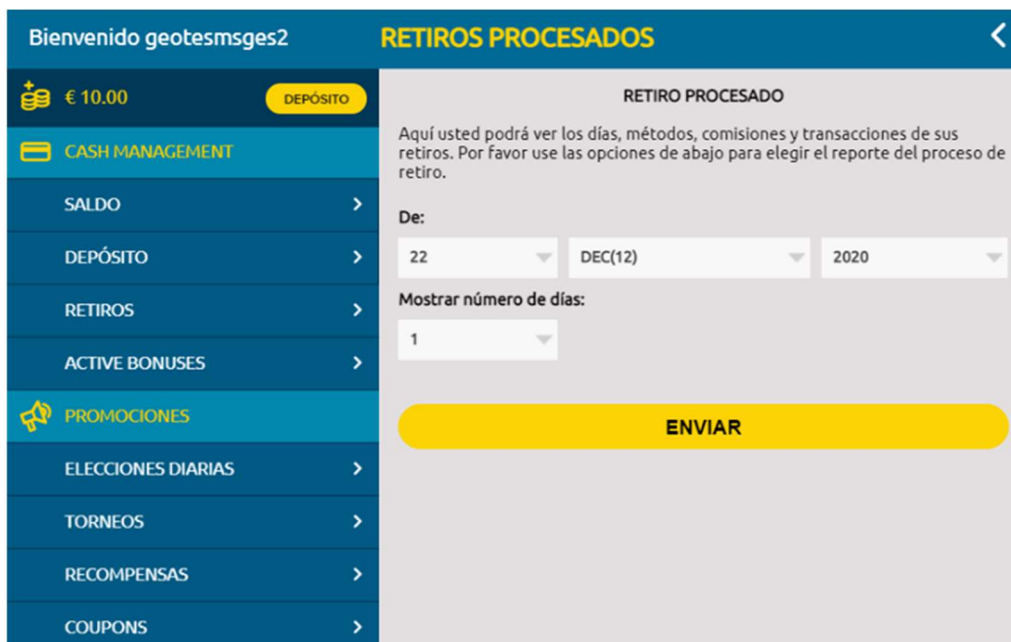 Bienvenido geotesmsges2
€ 10.00
DEPÓSITO
CASH MANAGEMENT
SALDO
DEPÓSITO
RETIROS
ACTIVE BONUSES
PROMOCIONES
ELECCIONES DIARIAS
TORNEOS
RECOMPENSAS
COUPONS
RETIROS PROCESADOS
RETIRO PROCESADO
Aquí usted podrá ver los días, métodos, comisiones y transacciones de sus
retiros. Por favor use las opciones de abajo para elegir el reporte del proceso de
retiro.
De:
22 DEC(12) 2020
Mostrar número de días:
1
ENVIAR